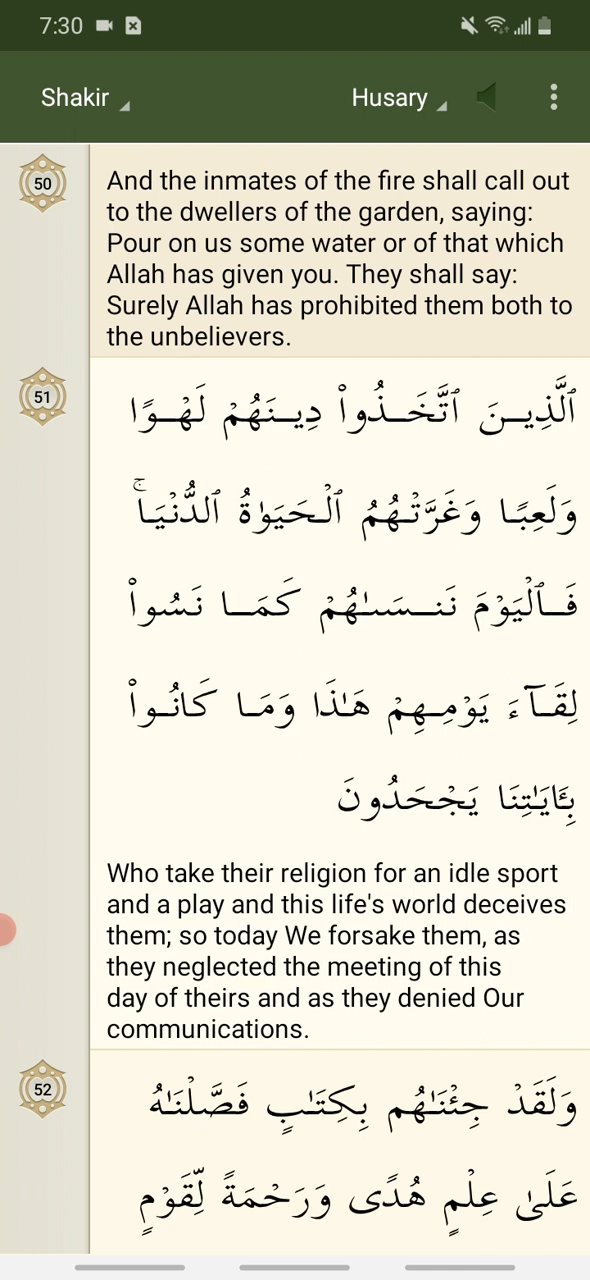 7:30
Shakir
Husary
50
And the inmates of the fire shall call out
to the dwellers of the garden, saying:
Pour on us some water or of that which
Allah has given you. They shall say:
Surely Allah has prohibited them both to
the unbelievers.
51
ٱلَّذِينَ ٱتَّخَذُوا۟ دِينَهُمْ لَهْوًا
وَلَعِبًا وَغَرَّتْهُمُ ٱلْحَيَوٰةُ ٱلدُّنْيَا ۚ
فَٱلْيَوْمَ نَنسَىٰهُمْ كَمَا نَسُوا۟
لِقَآءَ يَوْمِهِمْ هَـٰذَا وَمَا كَانُوا۟
بِـَٔايَـٰتِنَا يَجْحَدُونَ
Who take their religion for an idle sport
and a play and this life's world deceives
them; so today We forsake them, as
they neglected the meeting of this
day of theirs and as they denied Our
communications.
52
وَلَقَدْ جِئْنَـٰهُم بِكِتَـٰبٍ فَصَّلْنَـٰهُ
عَلَىٰ عِلْمٍ هُدًى وَرَحْمَةً لِّقَوْمٍ